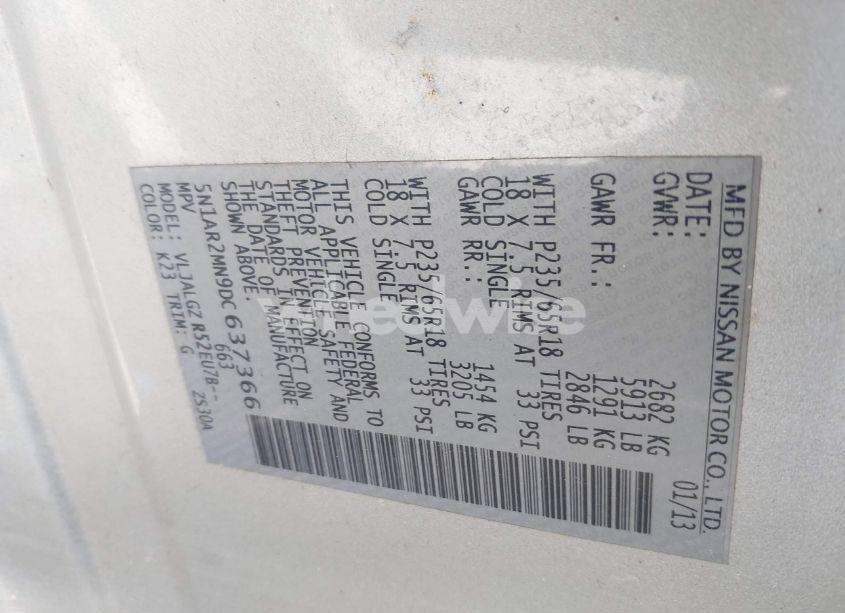 MFD BY NISSAN MOTOR CO., LTD.
DATE: 01/13
GVWR: 2682 KG
5913 LB
GAWR FR.: 1291 KG
2846 LB
WITH P235/65R18 TIRES
18 X 7.5 RIMS AT 33 PSI
COLD SINGLE
GAWR RR.: 1454 KG
3205 LB
WITH P235/65R18 TIRES
18 X 7.5 RIMS AT 33 PSI
COLD SINGLE
THIS VEHICLE CONFORMS TO
ALL APPLICABLE FEDERAL
MOTOR VEHICLE SAFETY AND
THEFT PREVENTION
STANDARDS IN EFFECT ON
THE DATE OF MANUFACTURE
SHOWN ABOVE.
5N1AR2MN9DC637366
MPV 663
MODEL: VLJALGZ R52EU7B--
COLOR: K23 TRIM: G 2530A